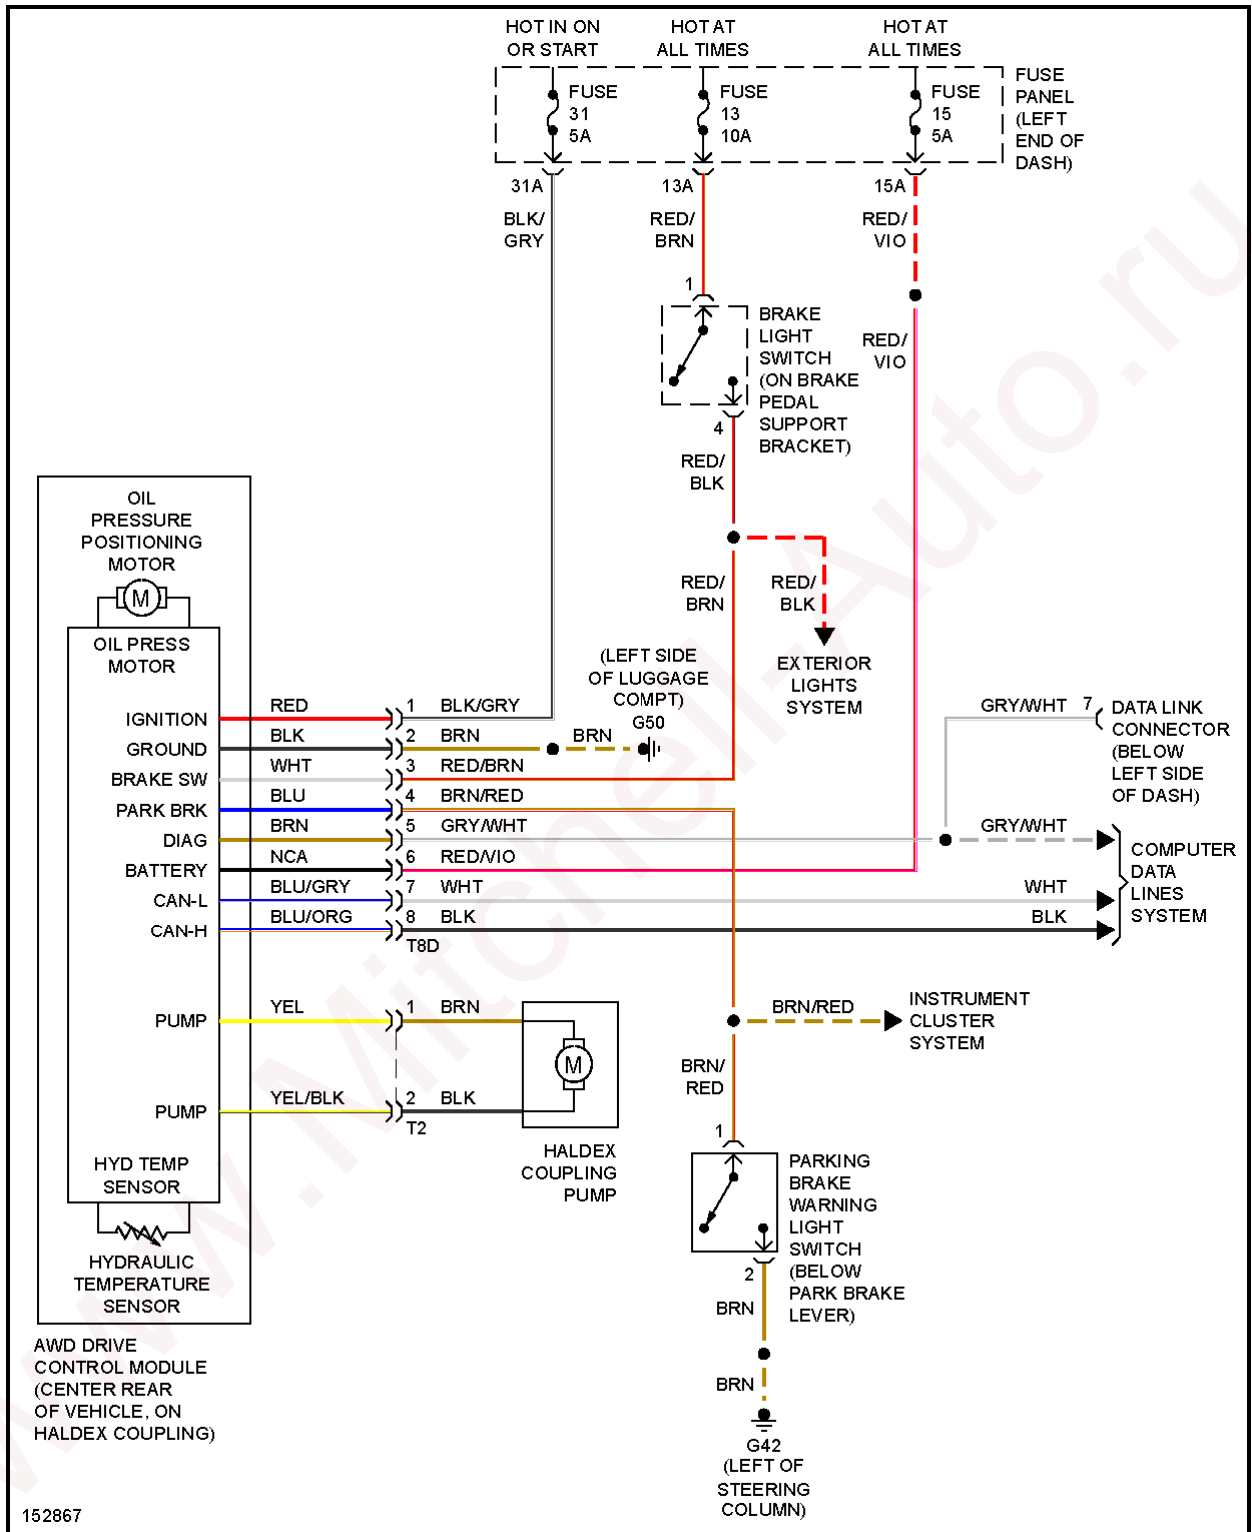 HOT IN ON
OR START
HOT AT
ALL TIMES
HOT AT
ALL TIMES
FUSE
31
5A
FUSE
13
10A
FUSE
15
5A
FUSE
PANEL
(LEFT
END OF
DASH)
31A
13A
15A
BLK/
GRY
RED/
BRN
RED/
VIO
1
BRAKE
LIGHT
SWITCH
(ON BRAKE
PEDAL
SUPPORT
BRACKET)
RED/
VIO
4
RED/
BLK
RED/
BRN
RED/
BLK
EXTERIOR
LIGHTS
SYSTEM
OIL
PRESSURE
POSITIONING
MOTOR
M
OIL PRESS
MOTOR
(LEFT SIDE
OF LUGGAGE
COMPT)
G50
IGNITION RED 1 BLK/GRY
GROUND BLK 2 BRN BRN
BRAKE SW WHT 3 RED/BRN
PARK BRK BLU 4 BRN/RED
DIAG BRN 5 GRY/WHT
BATTERY NCA 6 RED/VIO
CAN-L BLU/GRY 7 WHT
CAN-H BLU/ORG 8 BLK
T8D
GRY/WHT 7
DATA LINK
CONNECTOR
(BELOW
LEFT SIDE
OF DASH)
GRY/WHT
WHT
BLK
COMPUTER
DATA
LINES
SYSTEM
PUMP YEL 1 BRN
PUMP YEL/BLK 2 BLK
T2
M
HALDEX
COUPLING
PUMP
BRN/RED
INSTRUMENT
CLUSTER
SYSTEM
BRN/
RED
1
PARKING
BRAKE
WARNING
LIGHT
SWITCH
(BELOW
PARK BRAKE
LEVER)
2
BRN
BRN
G42
(LEFT OF
STEERING
COLUMN)
HYD TEMP
SENSOR
HYDRAULIC
TEMPERATURE
SENSOR
AWD DRIVE
CONTROL MODULE
(CENTER REAR
OF VEHICLE, ON
HALDEX COUPLING)
152867
www.Mitchell-Auto.ru